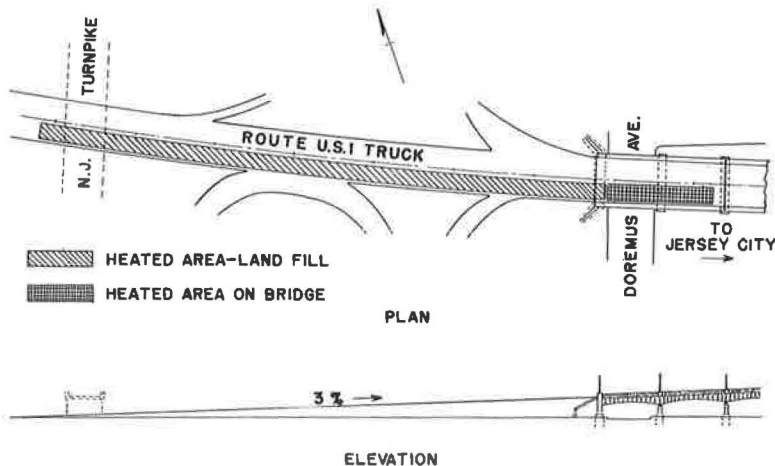 N.J. TURNPIKE
ROUTE U.S.1 TRUCK
DOREMUS AVE.
TO
JERSEY CITY
HEATED AREA-LAND FILL
HEATED AREA ON BRIDGE
PLAN
3 %
ELEVATION